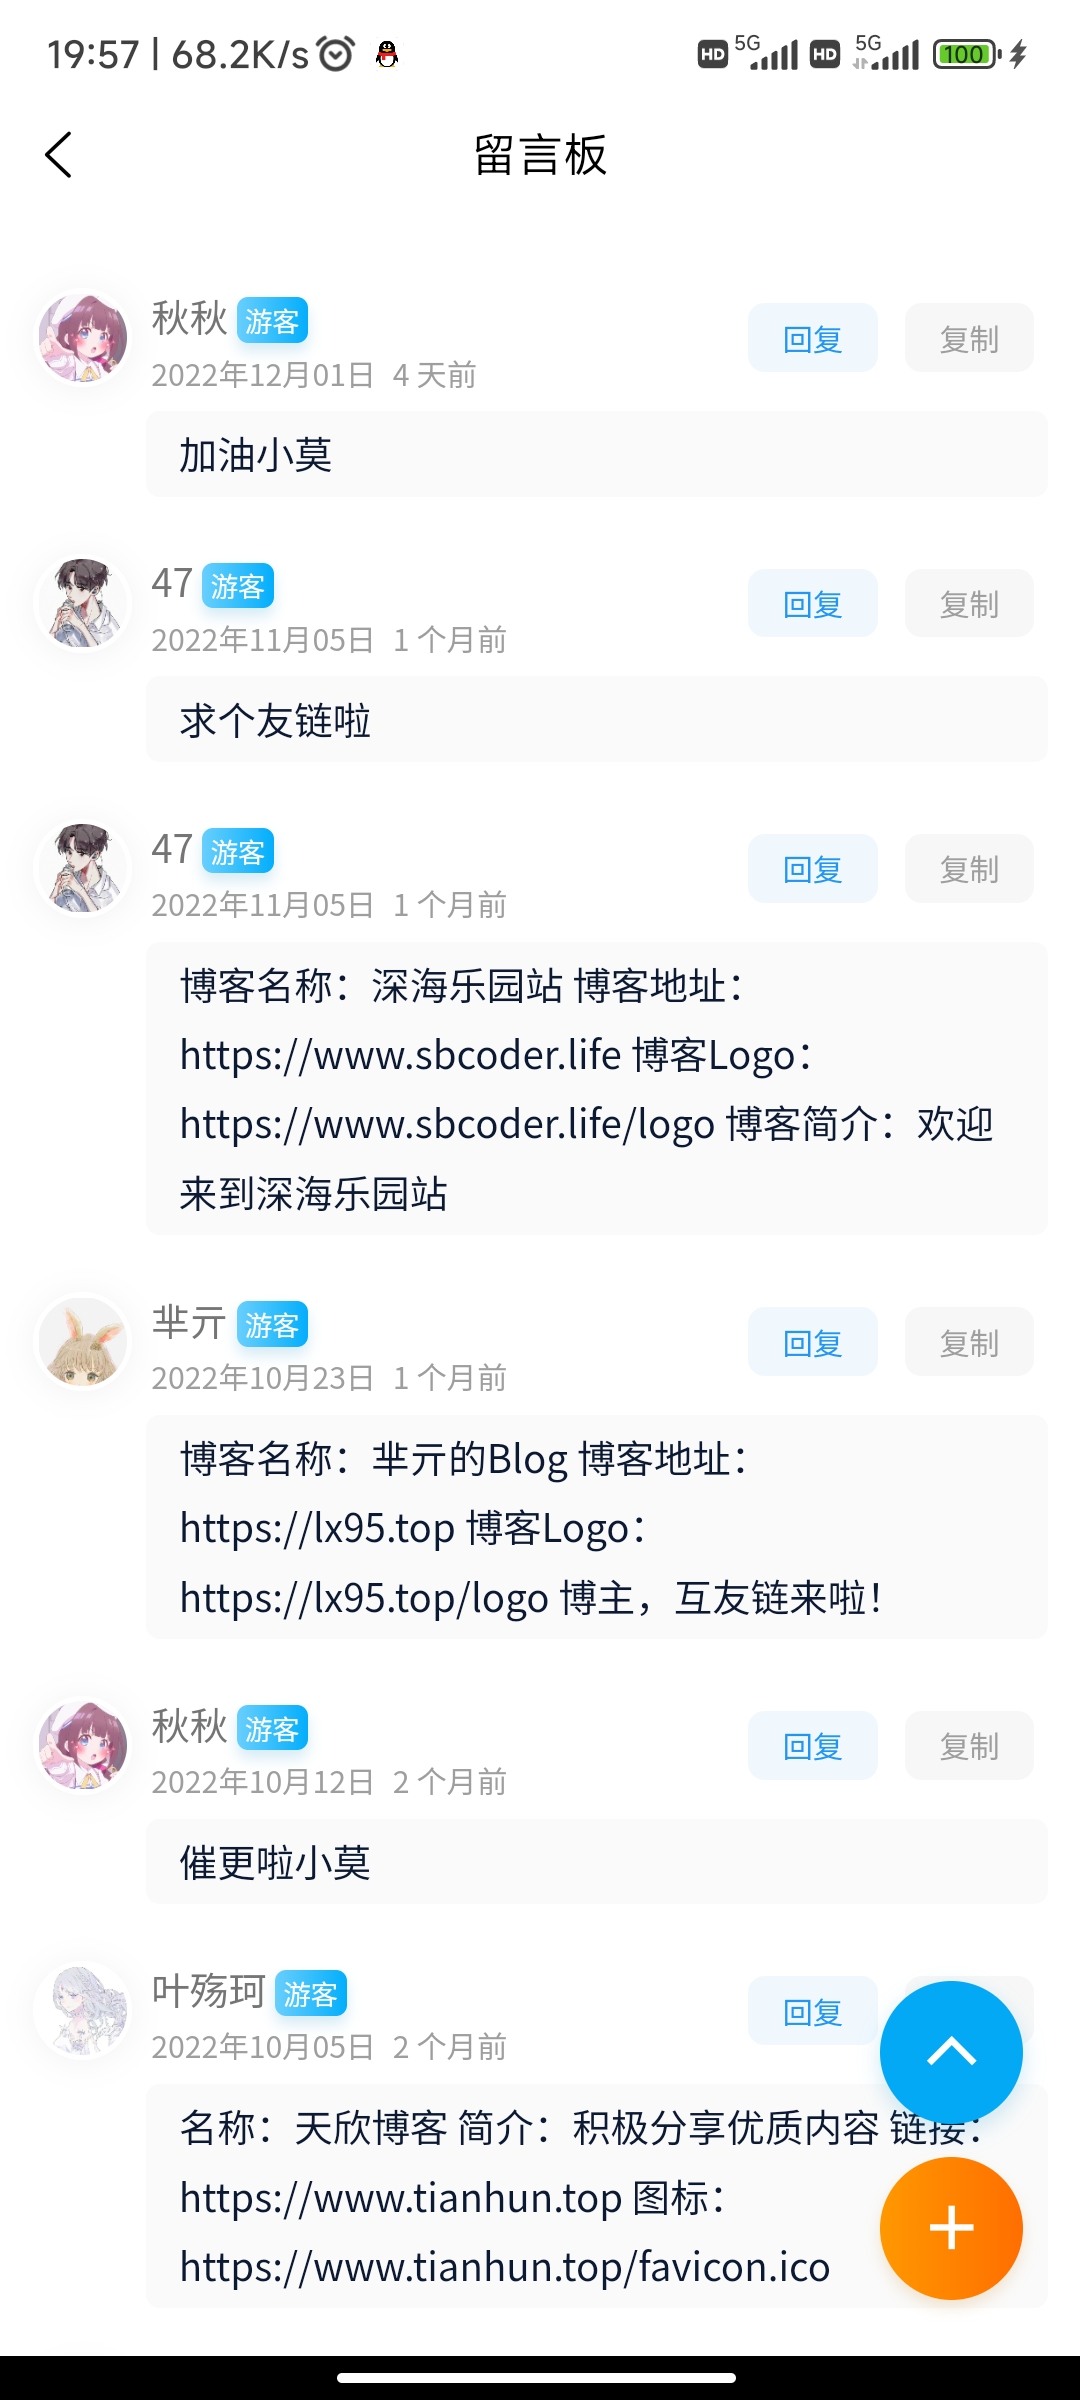 19:57 | 68.2K/s
HD 5G HD 5G 100
留言板
秋秋 游客
回复 复制
2022年12月01日 4 天前
加油小莫
47 游客
回复 复制
2022年11月05日 1 个月前
求个友链啦
47 游客
回复 复制
2022年11月05日 1 个月前
博客名称：深海乐园站 博客地址：
https://www.sbcoder.life 博客Logo：
https://www.sbcoder.life/logo 博客简介：欢迎
来到深海乐园站
芈亓 游客
回复 复制
2022年10月23日 1 个月前
博客名称：芈亓的Blog 博客地址：
https://lx95.top 博客Logo：
https://lx95.top/logo 博主，互友链来啦！
秋秋 游客
回复 复制
2022年10月12日 2 个月前
催更啦小莫
叶殇珂 游客
回复
2022年10月05日 2 个月前
名称：天欣博客 简介：积极分享优质内容 链接：
https://www.tianhun.top 图标：
https://www.tianhun.top/favicon.ico